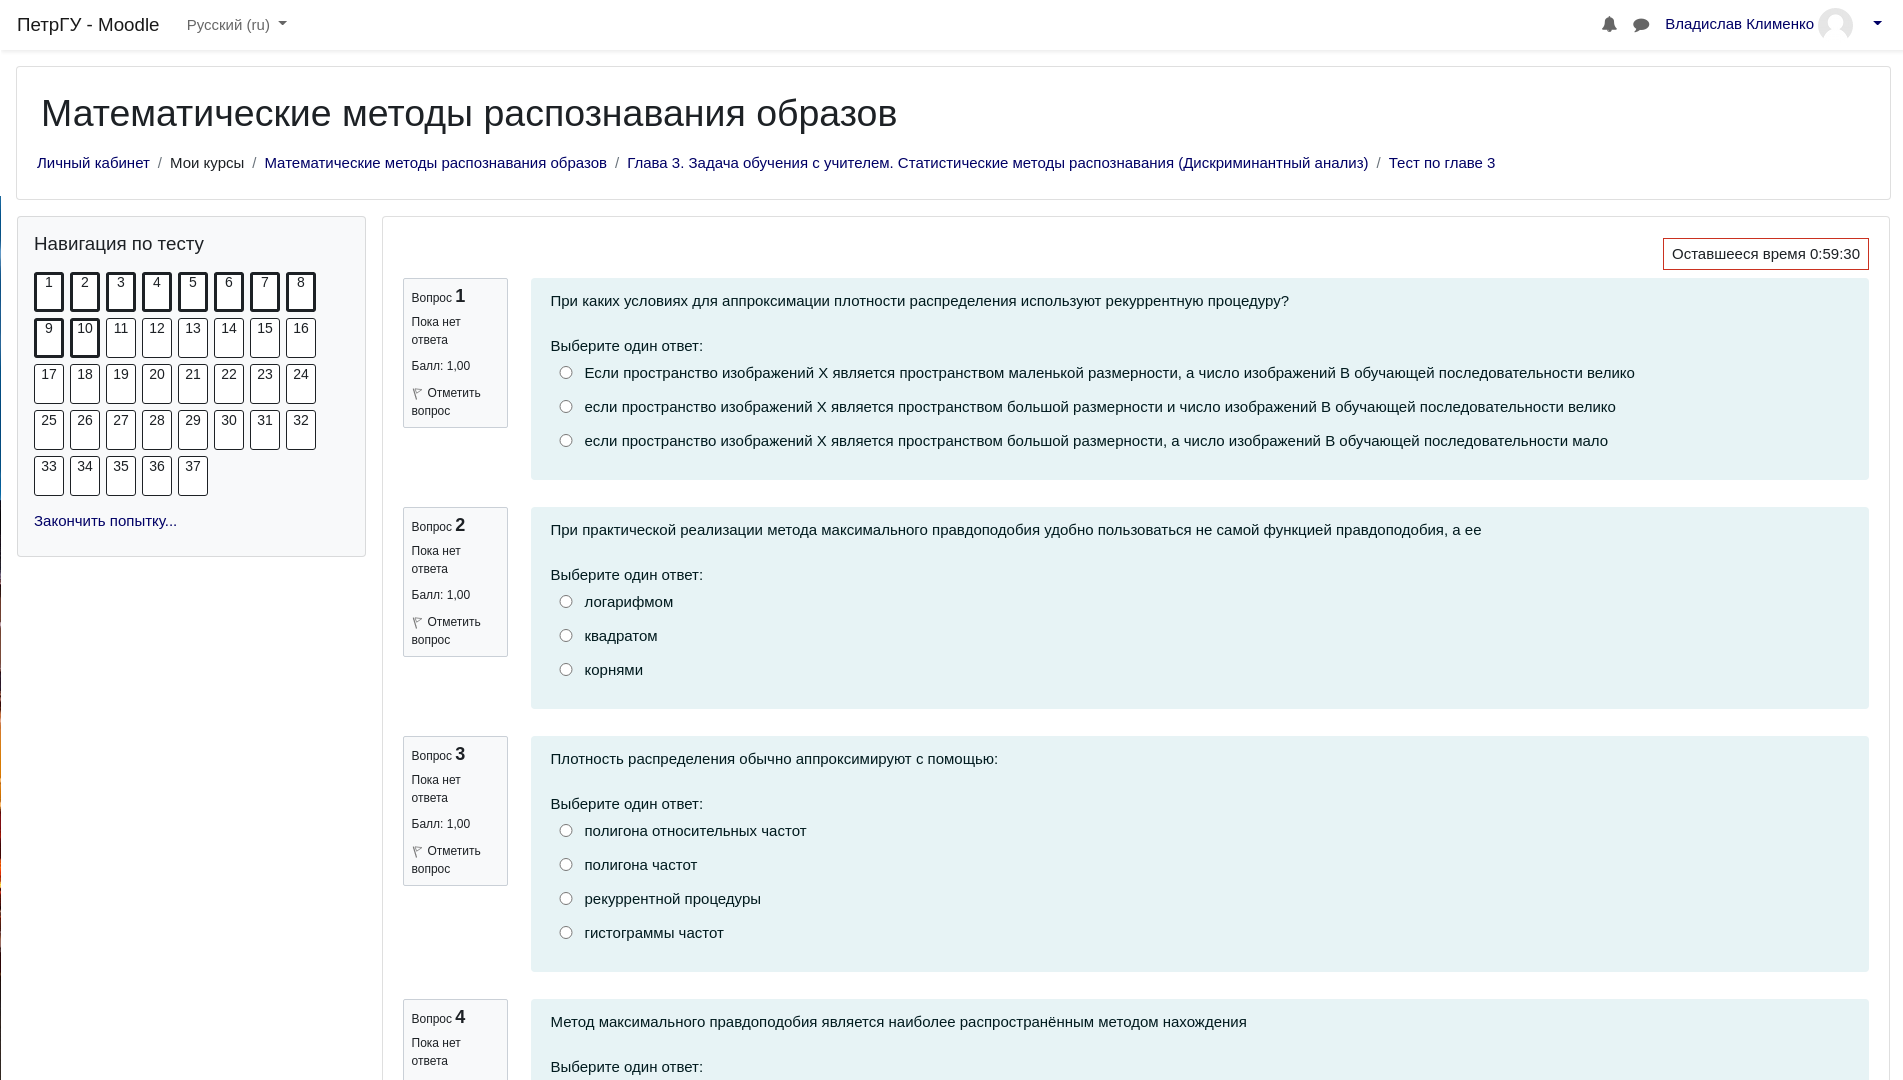 ПетрГУ - Moodle
Русский (ru)
Владислав Клименко
Математические методы распознавания образов
Личный кабинет / Мои курсы / Математические методы распознавания образов / Глава 3. Задача обучения с учителем. Статистические методы распознавания (Дискриминантный анализ) / Тест по главе 3
Навигация по тесту
1 2 3 4 5 6 7 8
9 10 11 12 13 14 15 16
17 18 19 20 21 22 23 24
25 26 27 28 29 30 31 32
33 34 35 36 37
Закончить попытку...
Оставшееся время 0:59:30
Вопрос 1
Пока нет
ответа
Балл: 1,00
Отметить
вопрос
При каких условиях для аппроксимации плотности распределения используют рекуррентную процедуру?
Выберите один ответ:
Если пространство изображений X является пространством маленькой размерности, а число изображений В обучающей последовательности велико
если пространство изображений X является пространством большой размерности и число изображений В обучающей последовательности велико
если пространство изображений X является пространством большой размерности, а число изображений В обучающей последовательности мало
Вопрос 2
Пока нет
ответа
Балл: 1,00
Отметить
вопрос
При практической реализации метода максимального правдоподобия удобно пользоваться не самой функцией правдоподобия, а ее
Выберите один ответ:
логарифмом
квадратом
корнями
Вопрос 3
Пока нет
ответа
Балл: 1,00
Отметить
вопрос
Плотность распределения обычно аппроксимируют с помощью:
Выберите один ответ:
полигона относительных частот
полигона частот
рекуррентной процедуры
гистограммы частот
Вопрос 4
Пока нет
ответа
Метод максимального правдоподобия является наиболее распространённым методом нахождения
Выберите один ответ: